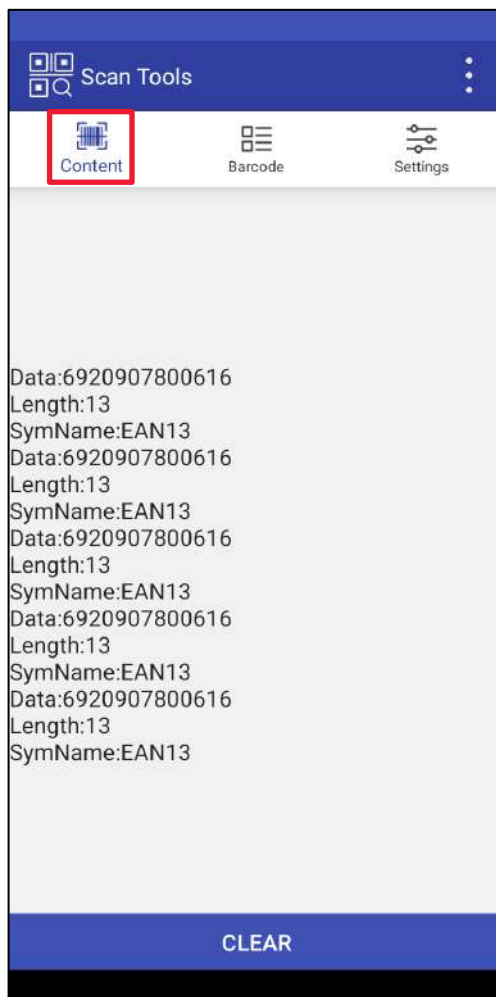 Scan Tools
Content
Barcode
Settings
Data:6920907800616
Length:13
SymName:EAN13
Data:6920907800616
Length:13
SymName:EAN13
Data:6920907800616
Length:13
SymName:EAN13
Data:6920907800616
Length:13
SymName:EAN13
Data:6920907800616
Length:13
SymName:EAN13
CLEAR